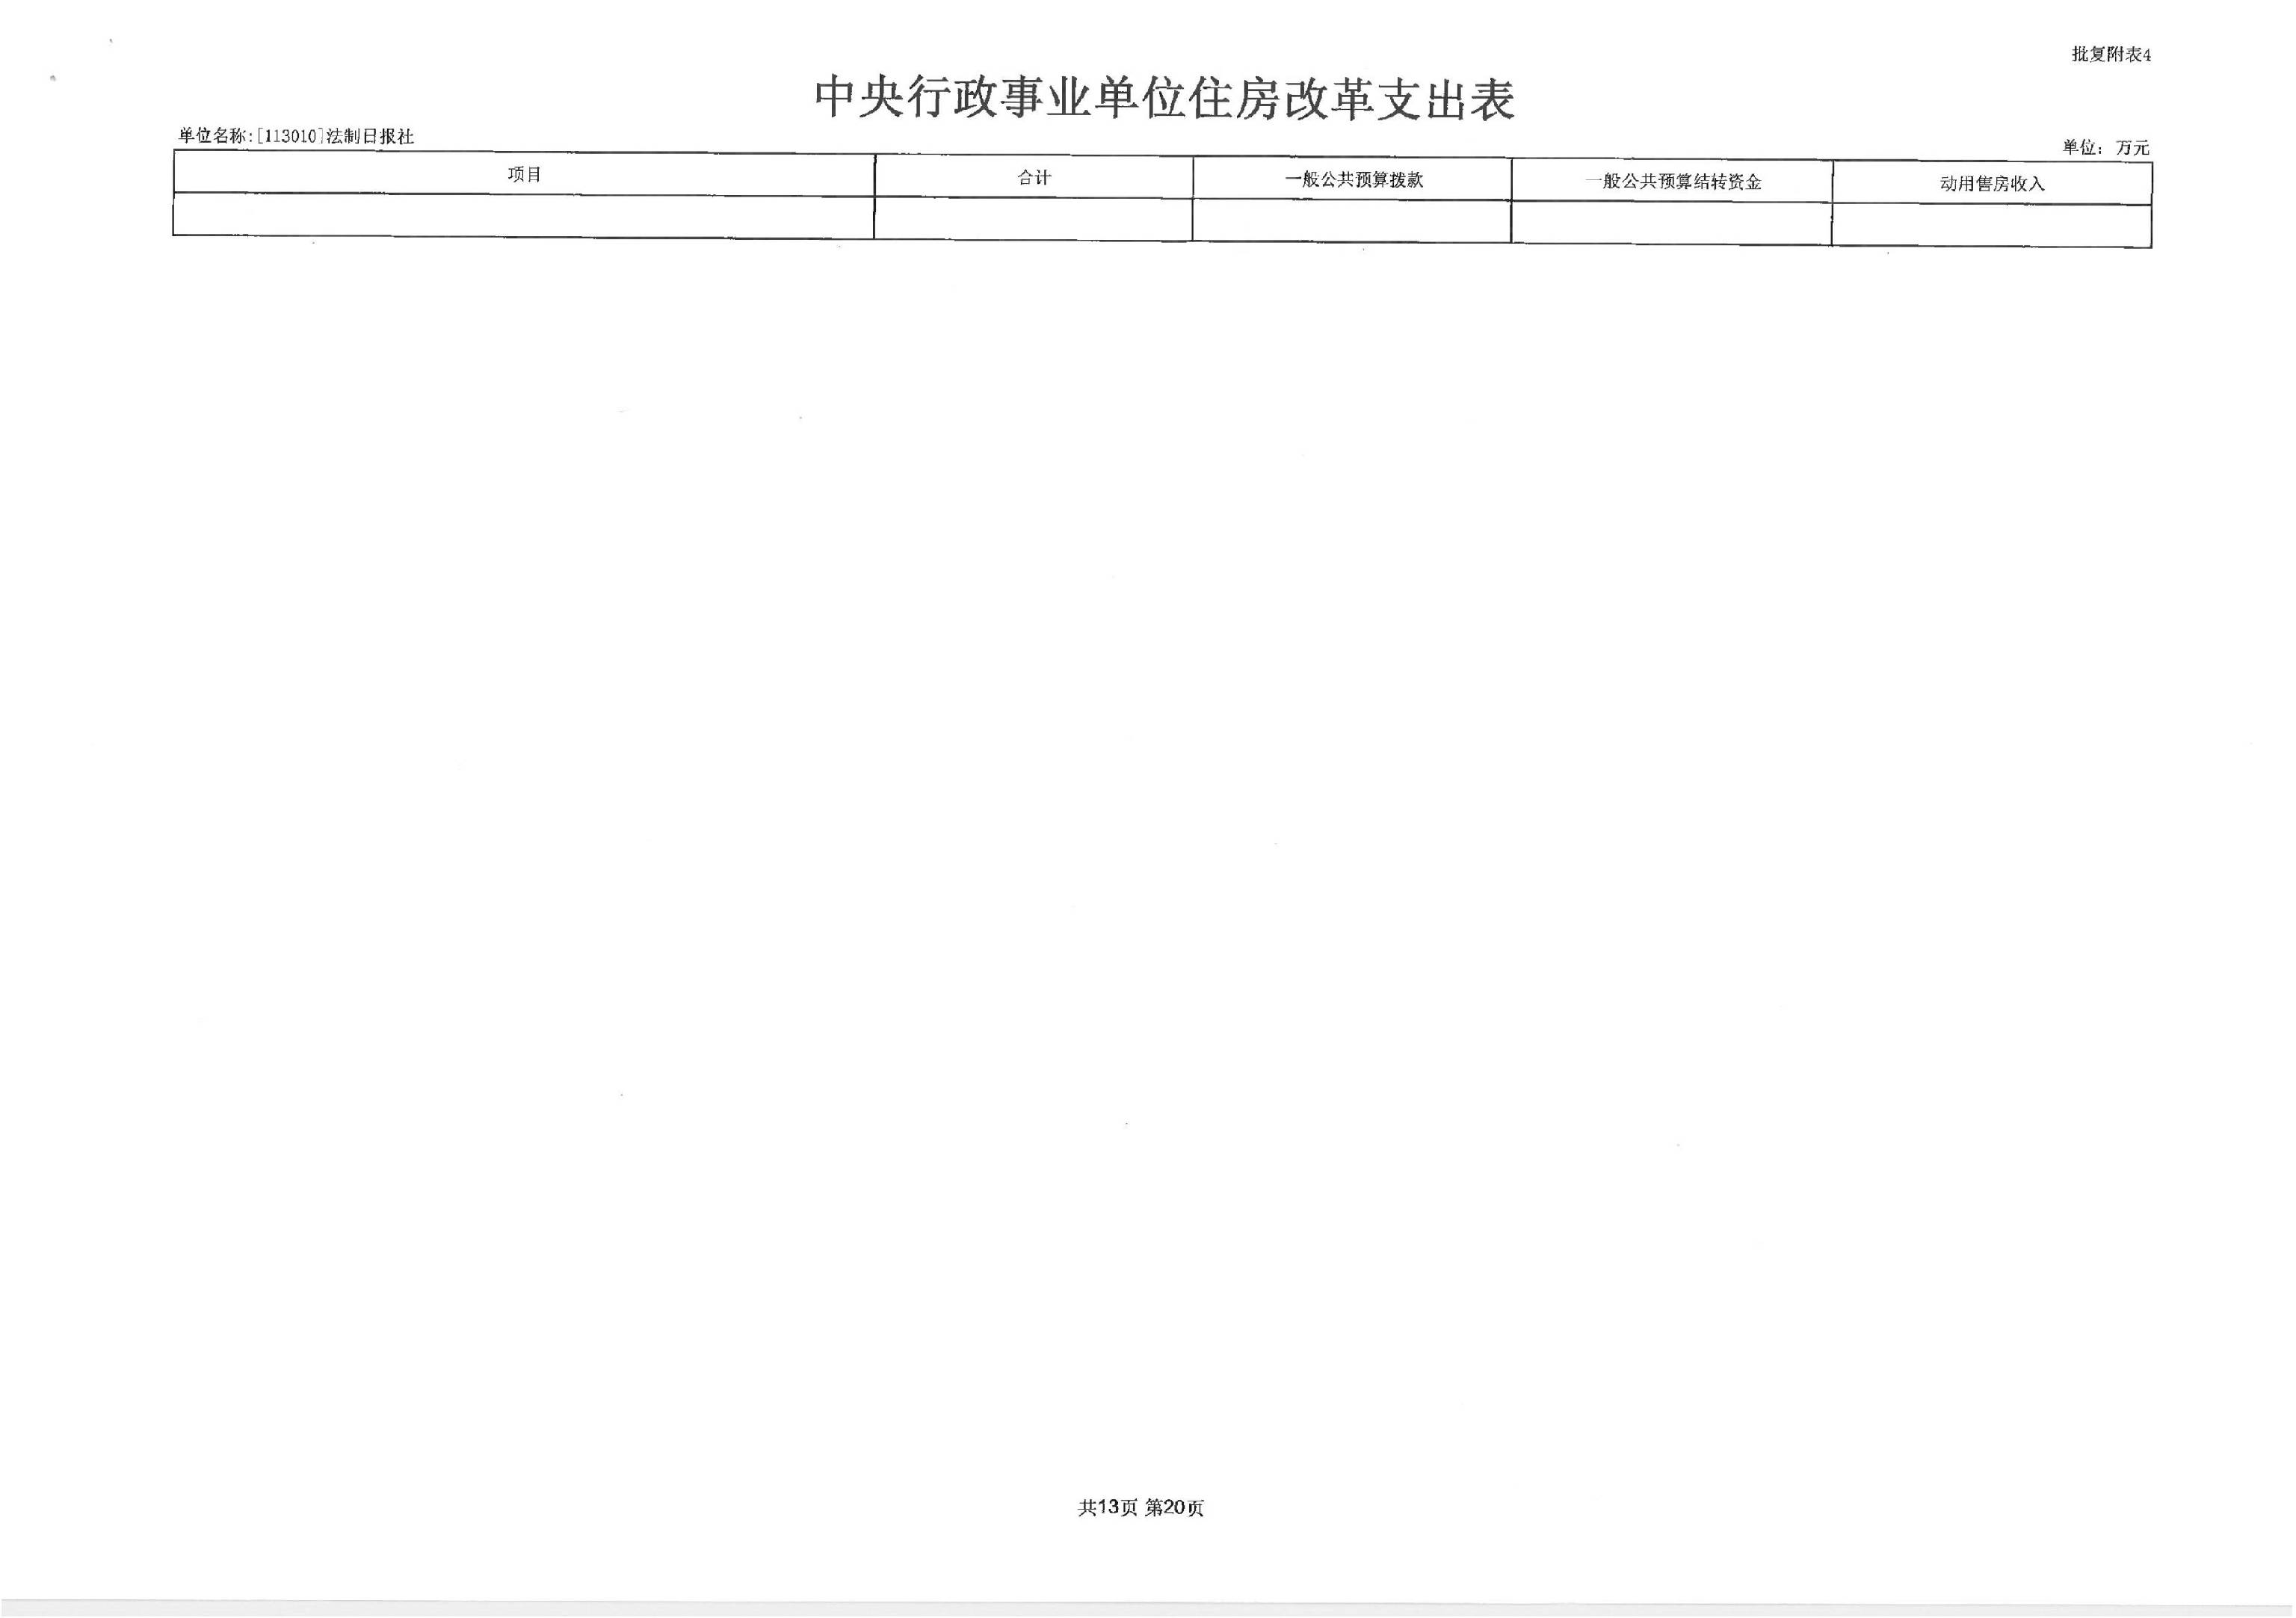 批复附表4
中央行政事业单位住房改革支出表
单位名称:[113010]法制日报社
单位：万元
项目 合计 一般公共预算拨款 一般公共预算结转资金 动用售房收入
共13页 第20页